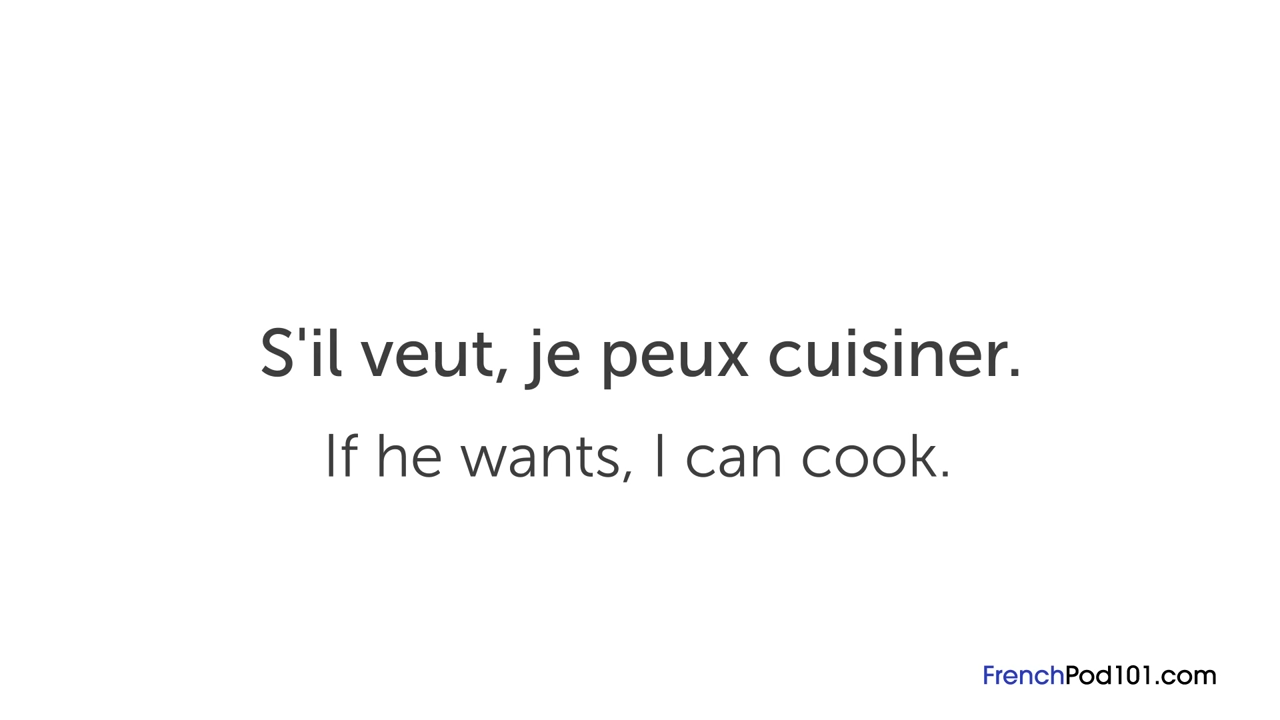 S'il veut, je peux cuisiner.
If he wants, I can cook.
FrenchPod101.com